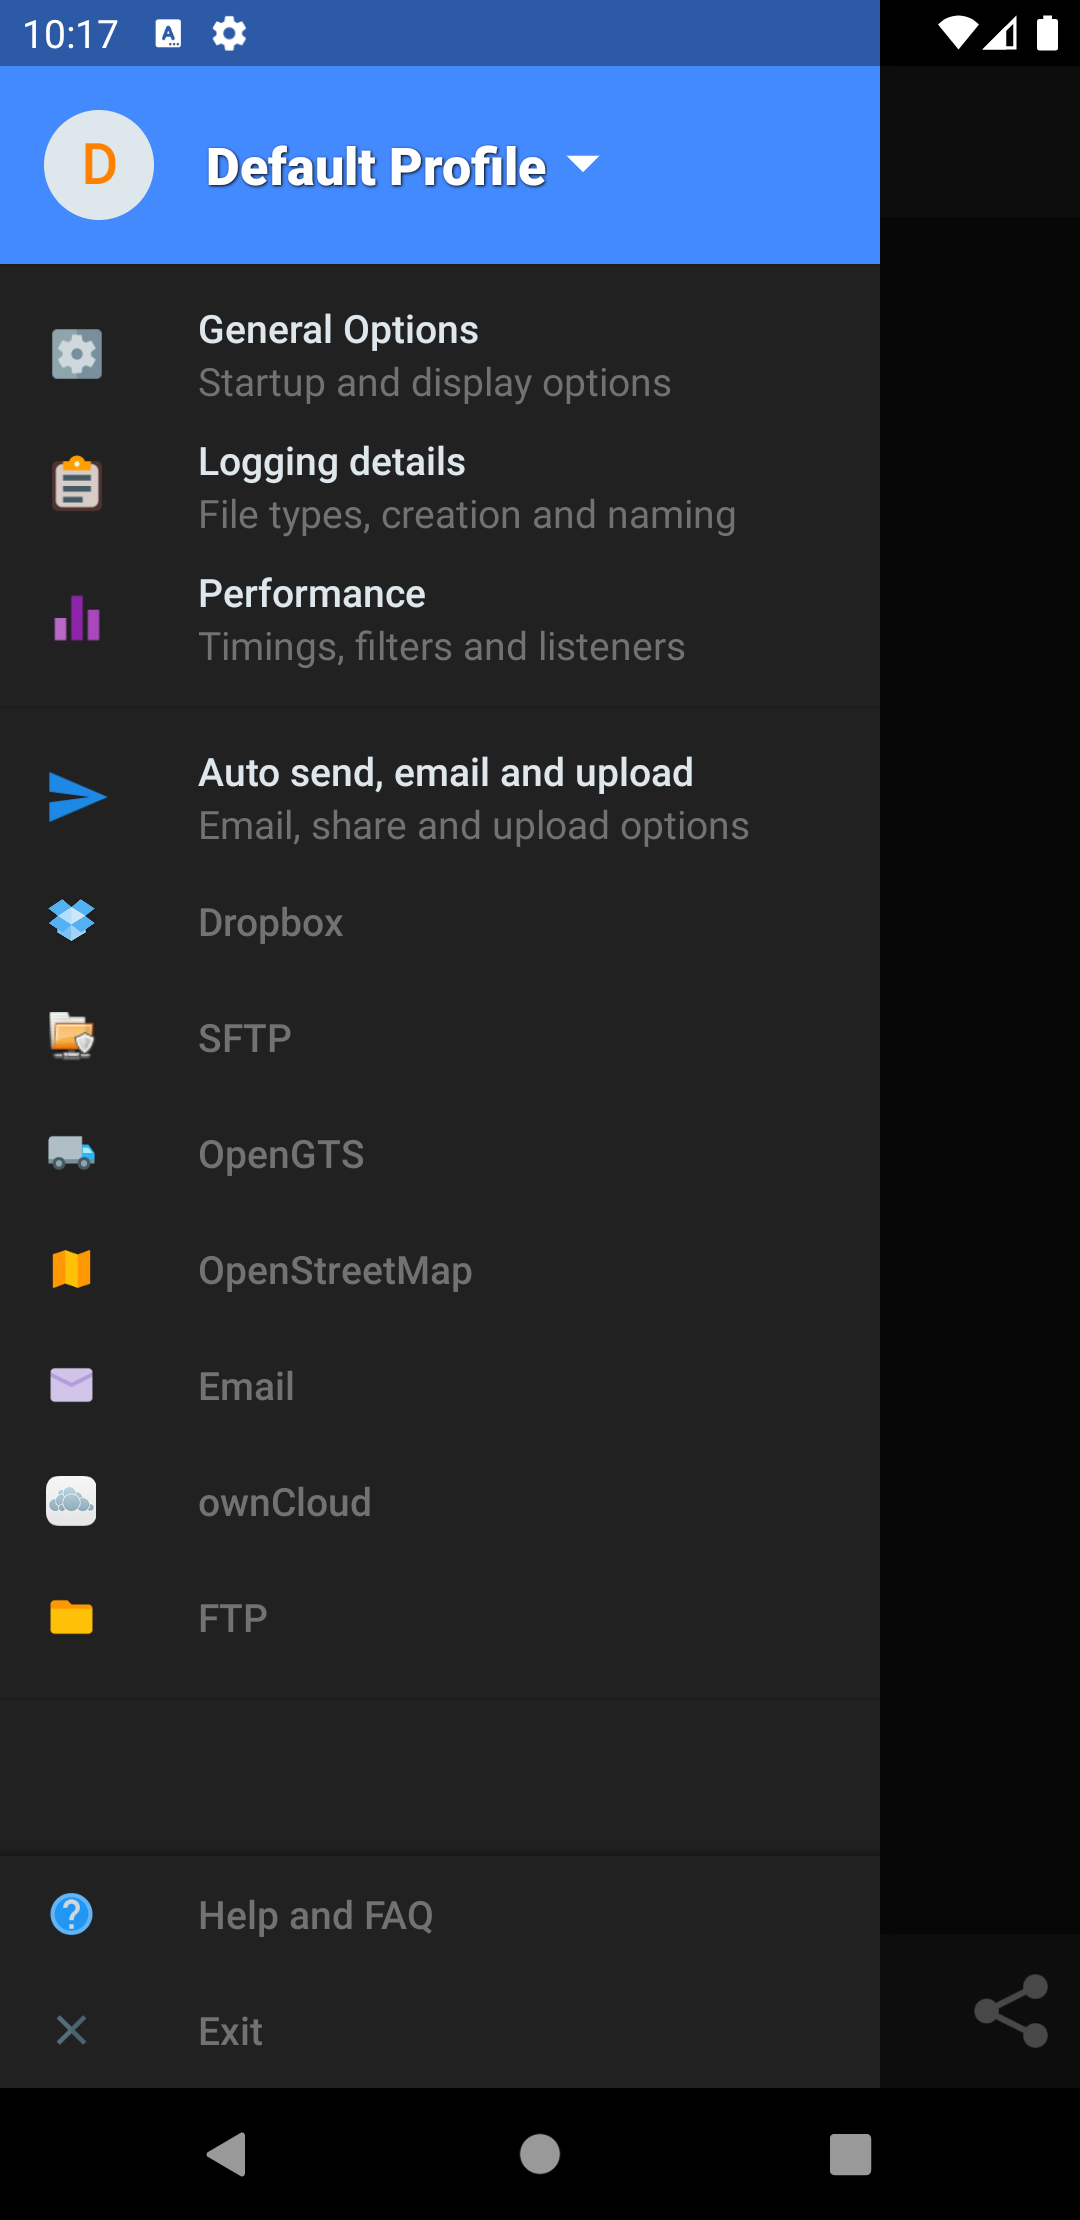 10:17
D
Default Profile
General Options
Startup and display options
Logging details
File types, creation and naming
Performance
Timings, filters and listeners
Auto send, email and upload
Email, share and upload options
Dropbox
SFTP
OpenGTS
OpenStreetMap
Email
ownCloud
FTP
Help and FAQ
Exit